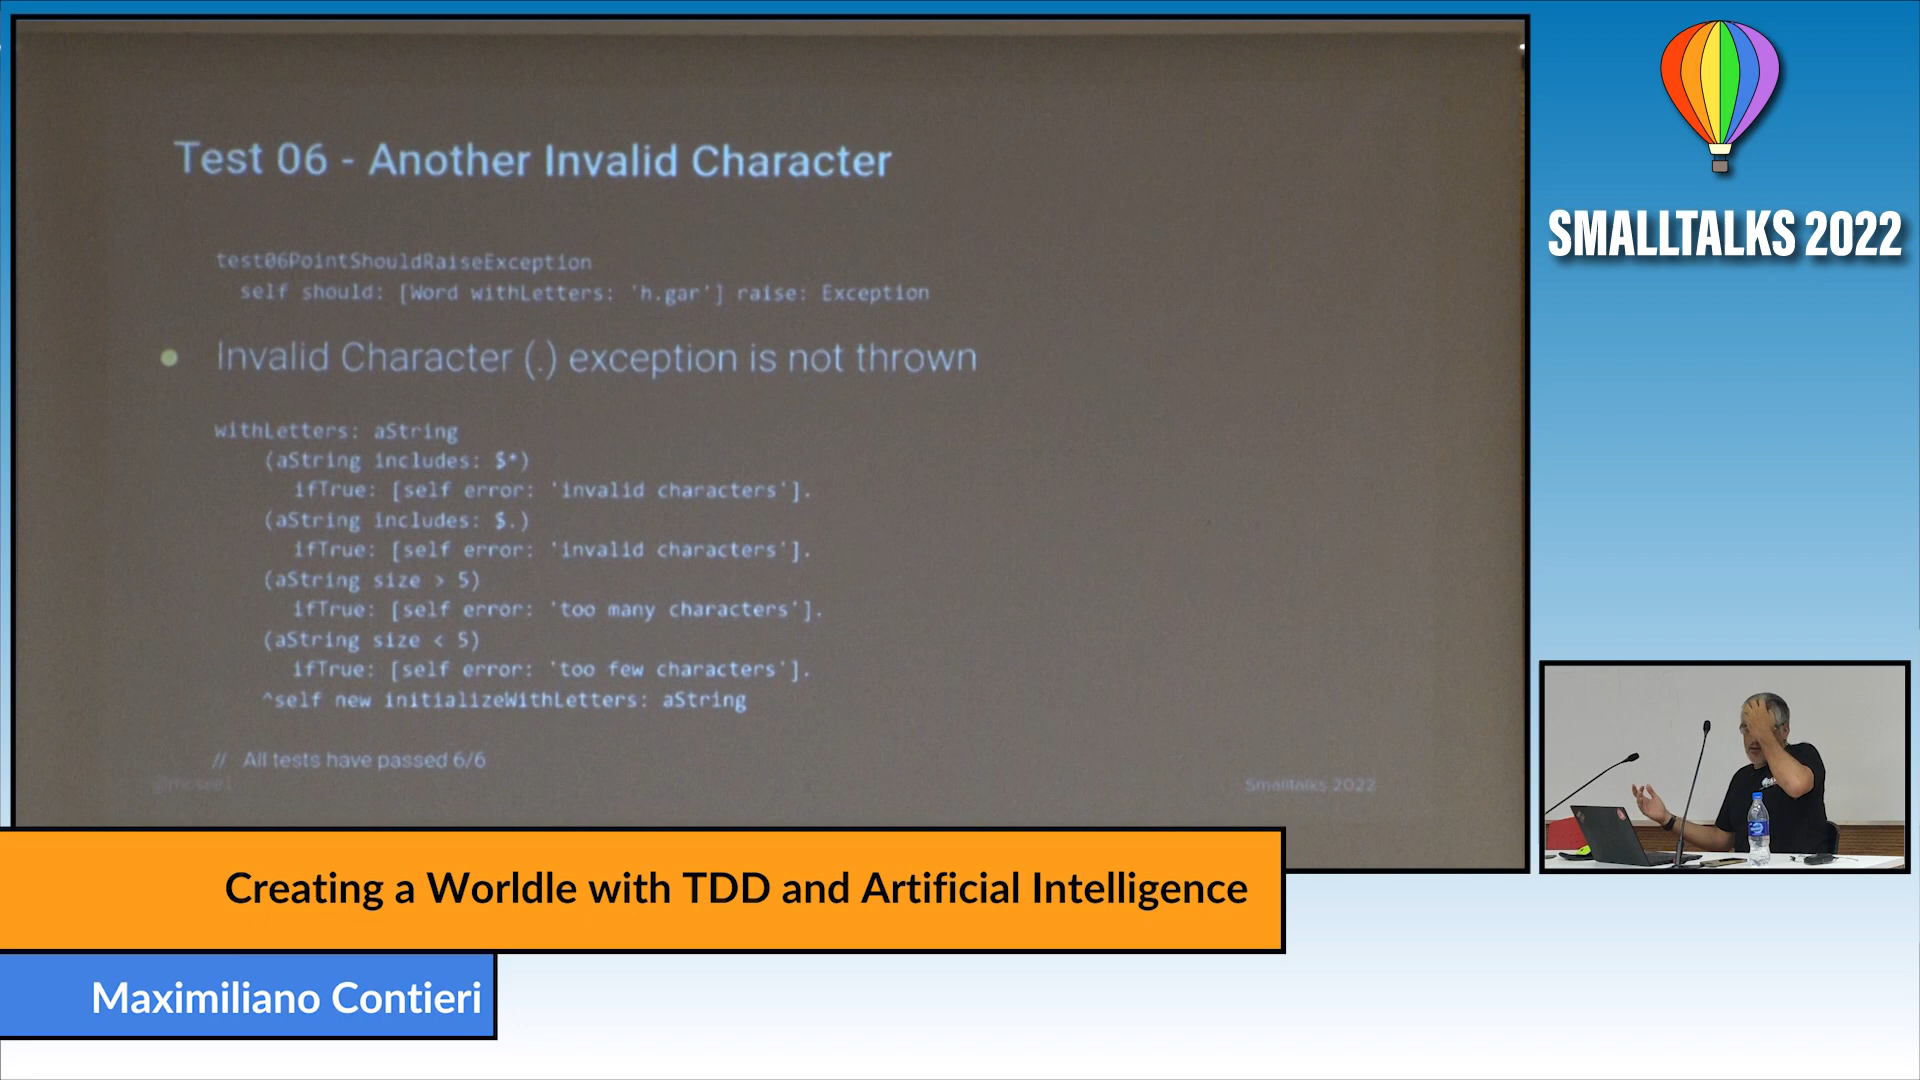 Test 06 - Another Invalid Character
test06PointShouldRaiseException
self should: [Word withLetters: 'h.gar'] raise: Exception
Invalid Character (.) exception is not thrown
withLetters: aString
(aString includes: $*)
ifTrue: [self error: 'invalid characters'].
(aString includes: $.)
ifTrue: [self error: 'invalid characters'].
(aString size > 5)
ifTrue: [self error: 'too many characters'].
(aString size < 5)
ifTrue: [self error: 'too few characters'].
^self new initializeWithLetters: aString
// All tests have passed 6/6
Smalltalks 2022
SMALLTALKS 2022
Creating a Worldle with TDD and Artificial Intelligence
Maximiliano Contieri